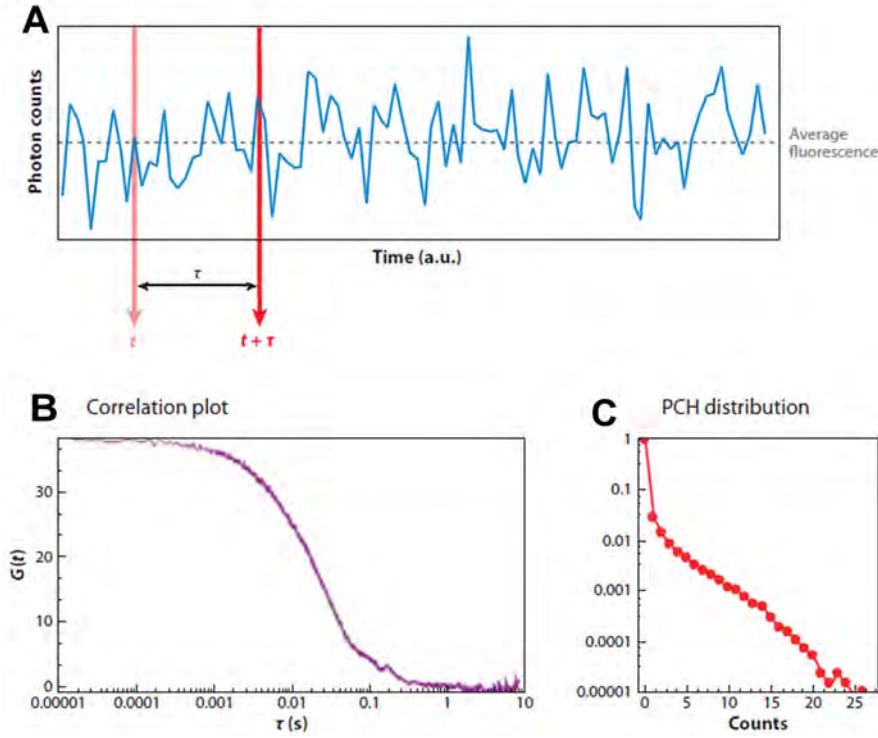 A
Photon counts
Average
fluorescence
Time (a.u.)
τ
t
t + τ
B Correlation plot
G(t)
30
20
10
0
0.00001 0.0001 0.001 0.01 0.1 1 10
τ (s)
C PCH distribution
1
0.1
0.01
0.001
0.0001
0.00001
0 5 10 15 20 25
Counts